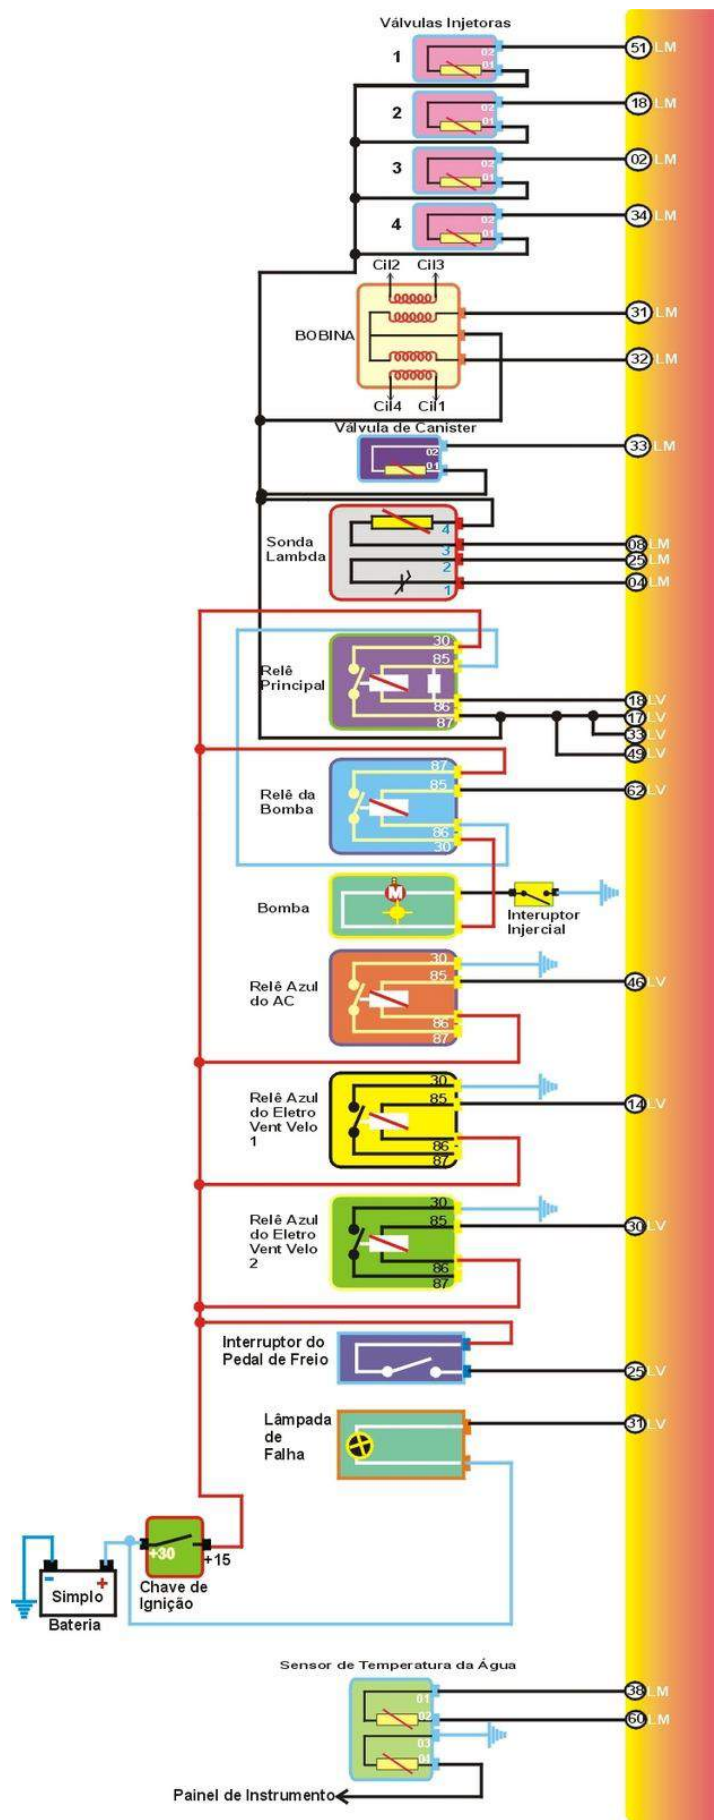 Válvulas Injetoras
1
02
01
51 LM
2
02
01
18 LM
3
02
01
02 LM
4
02
01
34 LM
Cil2 Cil3
BOBINA
31 LM
32 LM
Cil4 Cil1
Válvula de Canister
02
01
33 LM
Sonda
Lambda
4
3
2
1
08 LM
25 LM
04 LM
Relê
Principal
30
85
86
87
18 LV
17 LV
33 LV
49 LV
Relê da
Bomba
87
85
86
30
62 LV
Bomba
M
Interuptor
Injercial
Relê Azul
do AC
30
85
86
87
46 LV
Relê Azul
do Eletro
Vent Velo
1
30
85
86
87
14 LV
Relê Azul
do Eletro
Vent Velo
2
30
85
86
87
30 LV
Interruptor do
Pedal de Freio
25 LV
Lâmpada
de
Falha
31 LV
+30
+15
Chave de
Ignição
- +
Simplo
Bateria
Sensor de Temperatura da Água
01
02
03
38 LM
60 LM
Painel de Instrumento